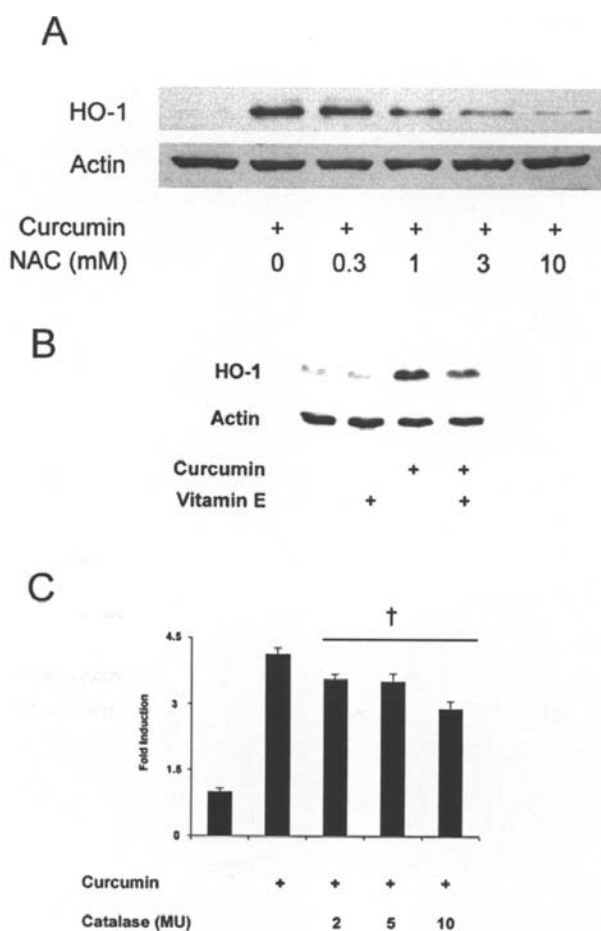 A
HO-1
Actin
Curcumin + + + + +
NAC (mM) 0 0.3 1 3 10
B
HO-1
Actin
Curcumin + +
Vitamin E + +
C
†
4.5
3
1.5
0
Fold Induction
Curcumin + + + +
Catalase (MU) 2 5 10